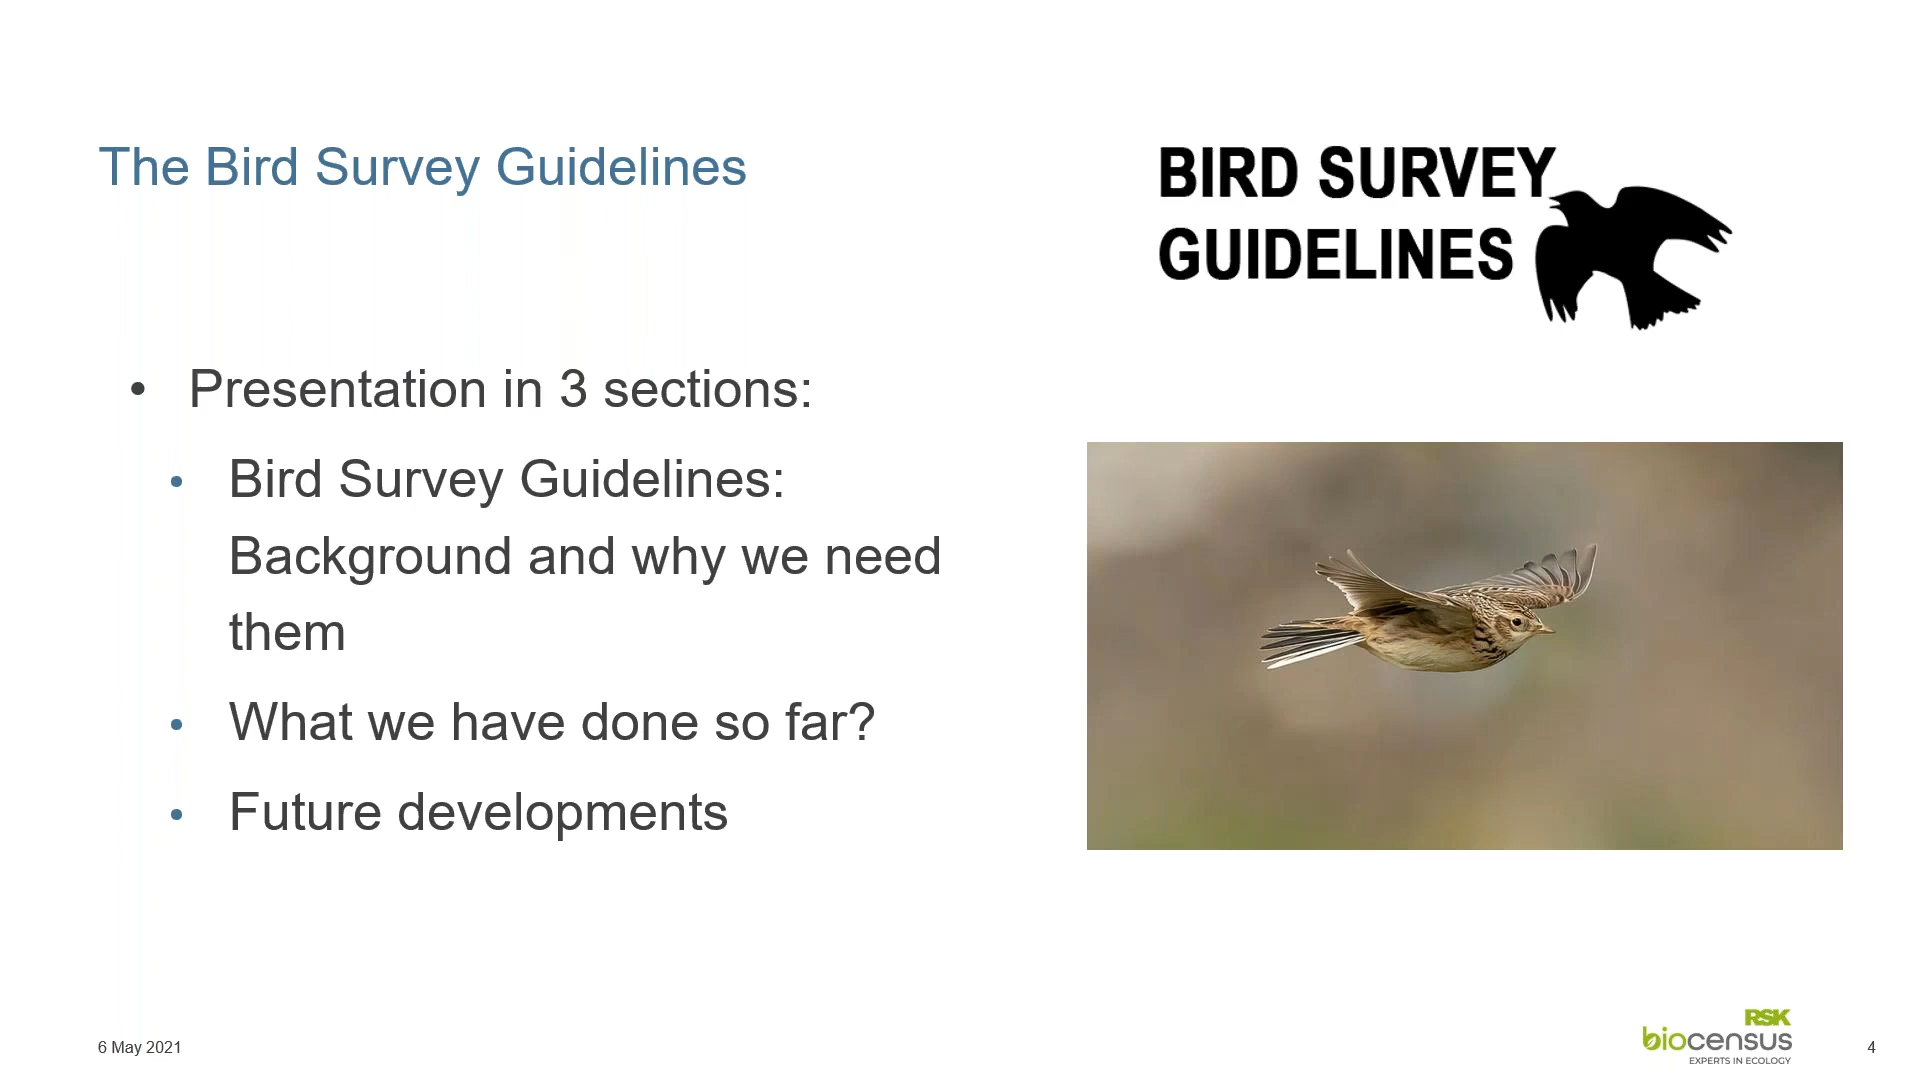 The Bird Survey Guidelines
BIRD SURVEY
GUIDELINES
• Presentation in 3 sections:
• Bird Survey Guidelines:
Background and why we need
them
• What we have done so far?
• Future developments
6 May 2021
RSK
biocensus
EXPERTS IN ECOLOGY
4